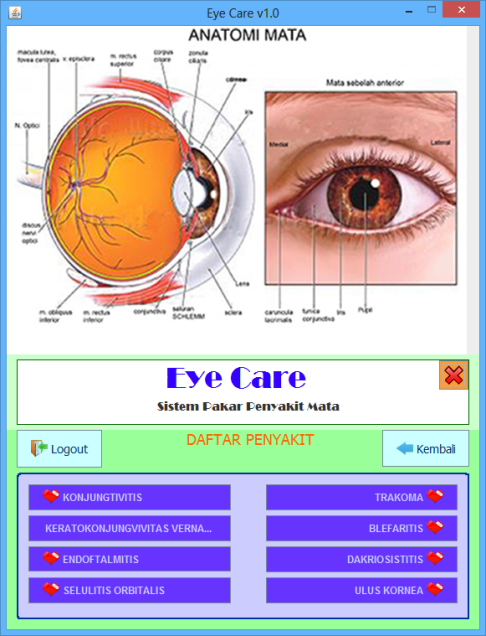 Eye Care v1.0
ANATOMI MATA
macula lutea,
fovea centralis
v. episclera
m. rectus
superior
corpus
ciliare
zonula
ciliaris
Iris
N. Optici
discus
nervi
optici
m. obliquus
inferior
m. rectus
inferior
conjunctiva
saluran
SCHLEMM
sclera
Lens
Mata sebelah anterior
Medial
Lateral
caruncula
lacrimalis
tunica
conjunctiva
Iris
Pupil
Eye Care
Sistem Pakar Penyakit Mata
Logout
DAFTAR PENYAKIT
Kembali
KONJUNGTIVITIS
TRAKOMA
KERATOKONJUNGVIVITAS VERNA...
BLEFARITIS
ENDOFTALMITIS
DAKRIOSISTITIS
SELULITIS ORBITALIS
ULUS KORNEA